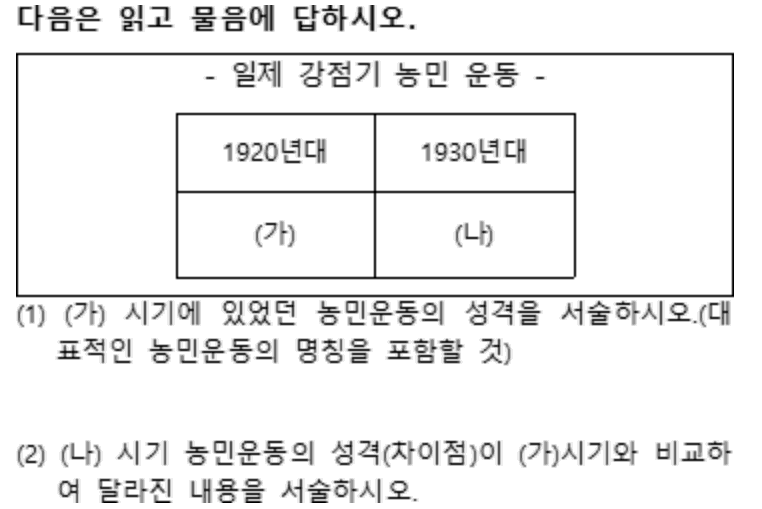 다음은 읽고 물음에 답하시오.
- 일제 강점기 농민 운동 -
1920년대 1930년대
(가) (나)
(1) (가) 시기에 있었던 농민운동의 성격을 서술하시오.(대
표적인 농민운동의 명칭을 포함할 것)
(2) (나) 시기 농민운동의 성격(차이점)이 (가)시기와 비교하
여 달라진 내용을 서술하시오.